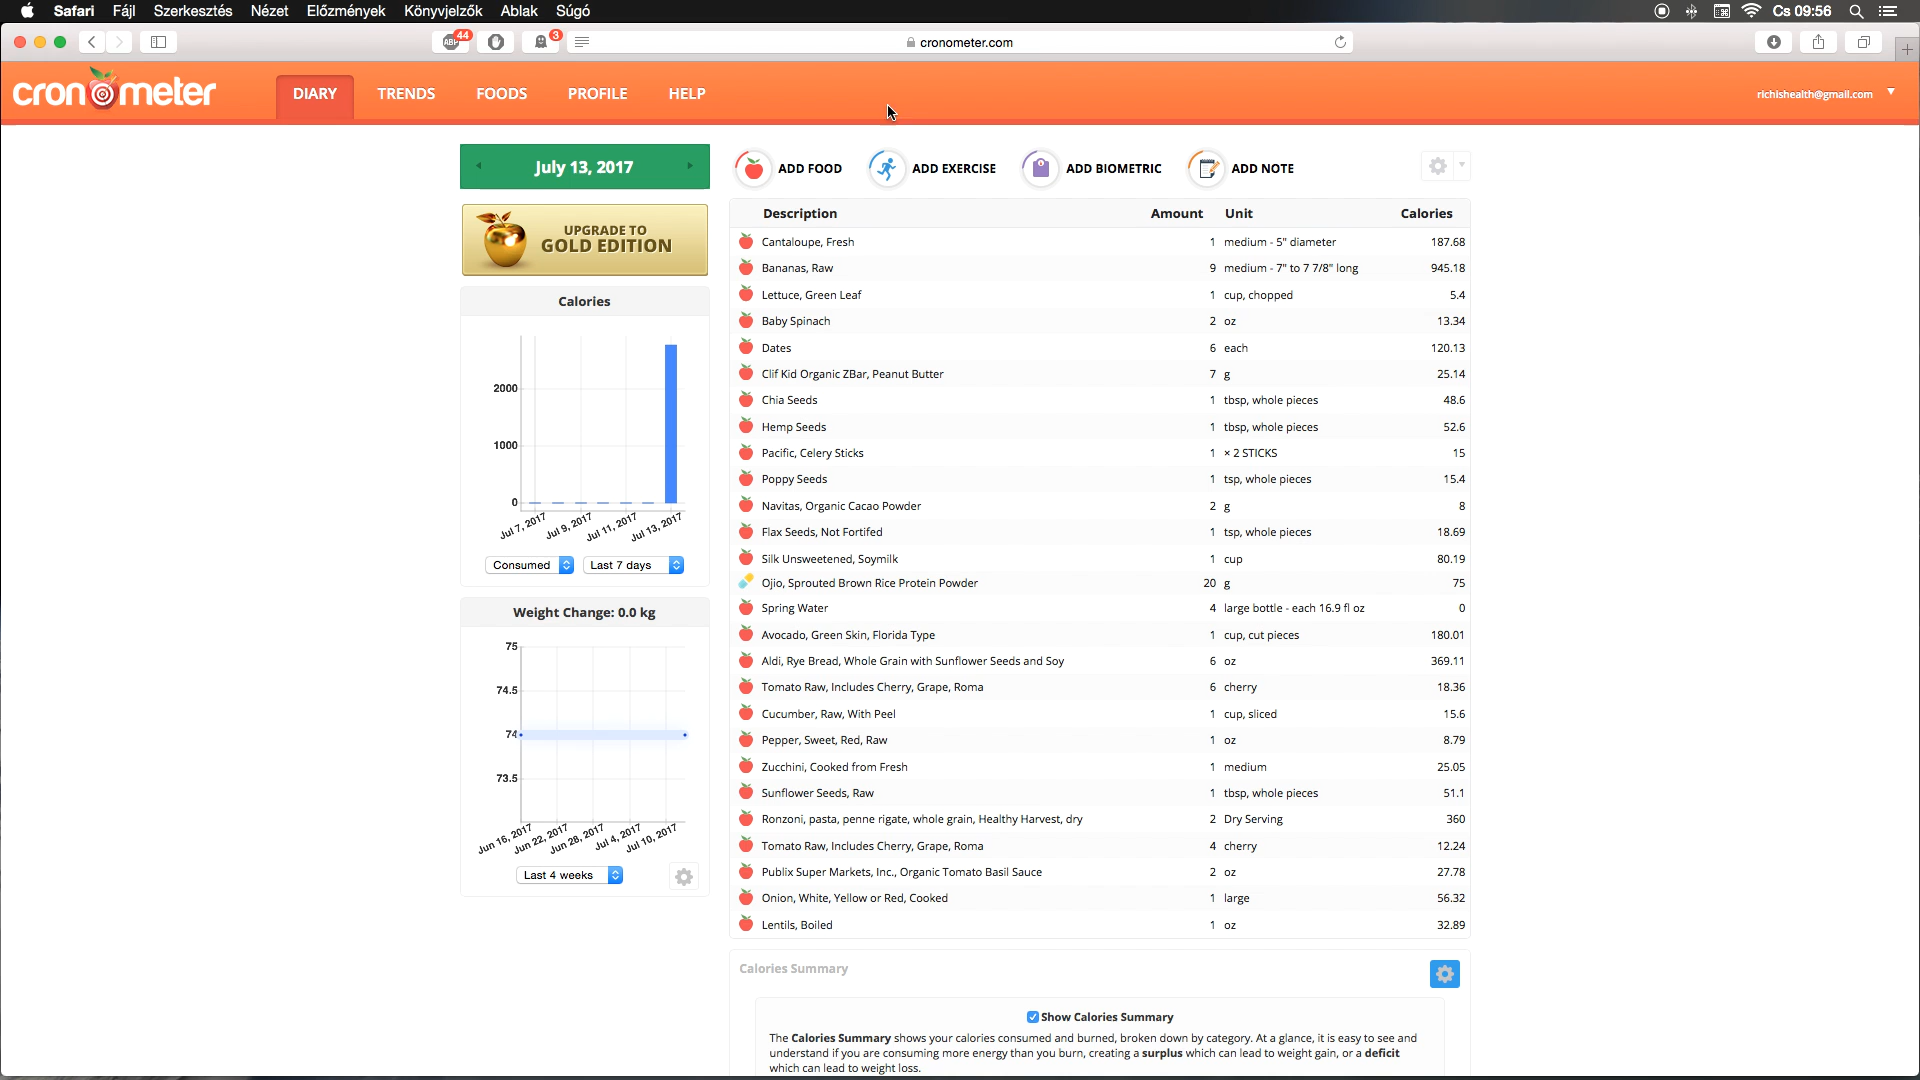 Safari Fájl Szerkesztés Nézet Előzmények Könyvjelzők Ablak Súgó Cs 09:56
ABP 44 3 cronometer.com
cronometer DIARY TRENDS FOODS PROFILE HELP richishealth@gmail.com
July 13, 2017
UPGRADE TO
GOLD EDITION
Calories
2000
1000
0
Jul 7, 2017 Jul 9, 2017 Jul 11, 2017 Jul 13, 2017
Consumed Last 7 days
Weight Change: 0.0 kg
75
74.5
74
73.5
Jun 16, 2017 Jun 22, 2017 Jun 28, 2017 Jul 4, 2017 Jul 10, 2017
Last 4 weeks
ADD FOOD ADD EXERCISE ADD BIOMETRIC ADD NOTE
Description Amount Unit Calories
Cantaloupe, Fresh 1 medium - 5" diameter 187.68
Bananas, Raw 9 medium - 7" to 7 7/8" long 945.18
Lettuce, Green Leaf 1 cup, chopped 5.4
Baby Spinach 2 oz 13.34
Dates 6 each 120.13
Clif Kid Organic ZBar, Peanut Butter 7 g 25.14
Chia Seeds 1 tbsp, whole pieces 48.6
Hemp Seeds 1 tbsp, whole pieces 52.6
Pacific, Celery Sticks 1 × 2 STICKS 15
Poppy Seeds 1 tsp, whole pieces 15.4
Navitas, Organic Cacao Powder 2 g 8
Flax Seeds, Not Fortifed 1 tsp, whole pieces 18.69
Silk Unsweetened, Soymilk 1 cup 80.19
Ojio, Sprouted Brown Rice Protein Powder 20 g 75
Spring Water 4 large bottle - each 16.9 fl oz 0
Avocado, Green Skin, Florida Type 1 cup, cut pieces 180.01
Aldi, Rye Bread, Whole Grain with Sunflower Seeds and Soy 6 oz 369.11
Tomato Raw, Includes Cherry, Grape, Roma 6 cherry 18.36
Cucumber, Raw, With Peel 1 cup, sliced 15.6
Pepper, Sweet, Red, Raw 1 oz 8.79
Zucchini, Cooked from Fresh 1 medium 25.05
Sunflower Seeds, Raw 1 tbsp, whole pieces 51.1
Ronzoni, pasta, penne rigate, whole grain, Healthy Harvest, dry 2 Dry Serving 360
Tomato Raw, Includes Cherry, Grape, Roma 4 cherry 12.24
Publix Super Markets, Inc., Organic Tomato Basil Sauce 2 oz 27.78
Onion, White, Yellow or Red, Cooked 1 large 56.32
Lentils, Boiled 1 oz 32.89
Calories Summary
Show Calories Summary
The Calories Summary shows your calories consumed and burned, broken down by category. At a glance, it is easy to see and
understand if you are consuming more energy than you burn, creating a surplus which can lead to weight gain, or a deficit
which can lead to weight loss.